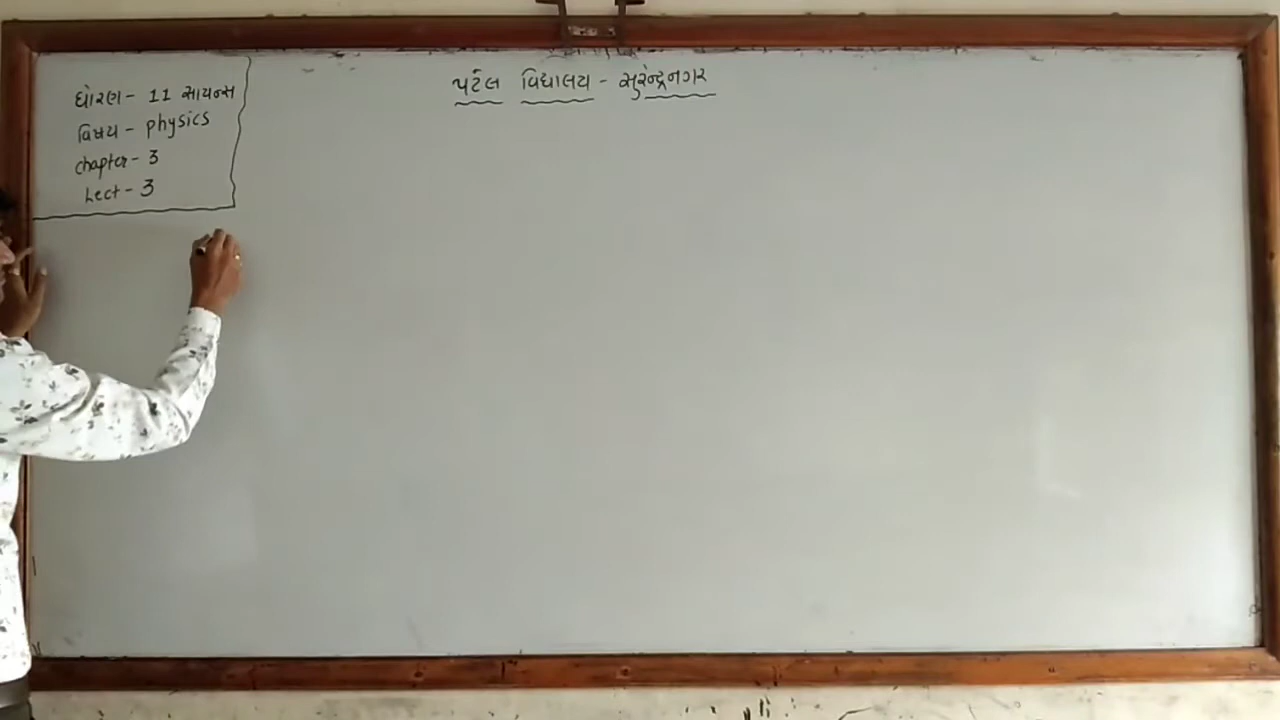 પટેલ વિદ્યાલય - સુરેન્દ્રનગર
ધોરણ - 11 સાયન્સ
વિષય - physics
chapter - 3
Lect - 3